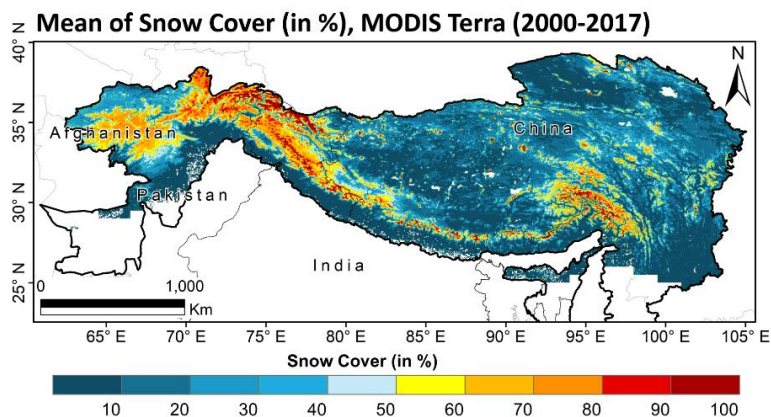 Mean of Snow Cover (in %), MODIS Terra (2000-2017)
40° N
35° N
30° N
25° N
N
Afghanistan
China
Pakistan
India
0 1,000
Km
65° E 70° E 75° E 80° E 85° E 90° E 95° E 100° E 105° E
Snow Cover (in %)
10 20 30 40 50 60 70 80 90 100